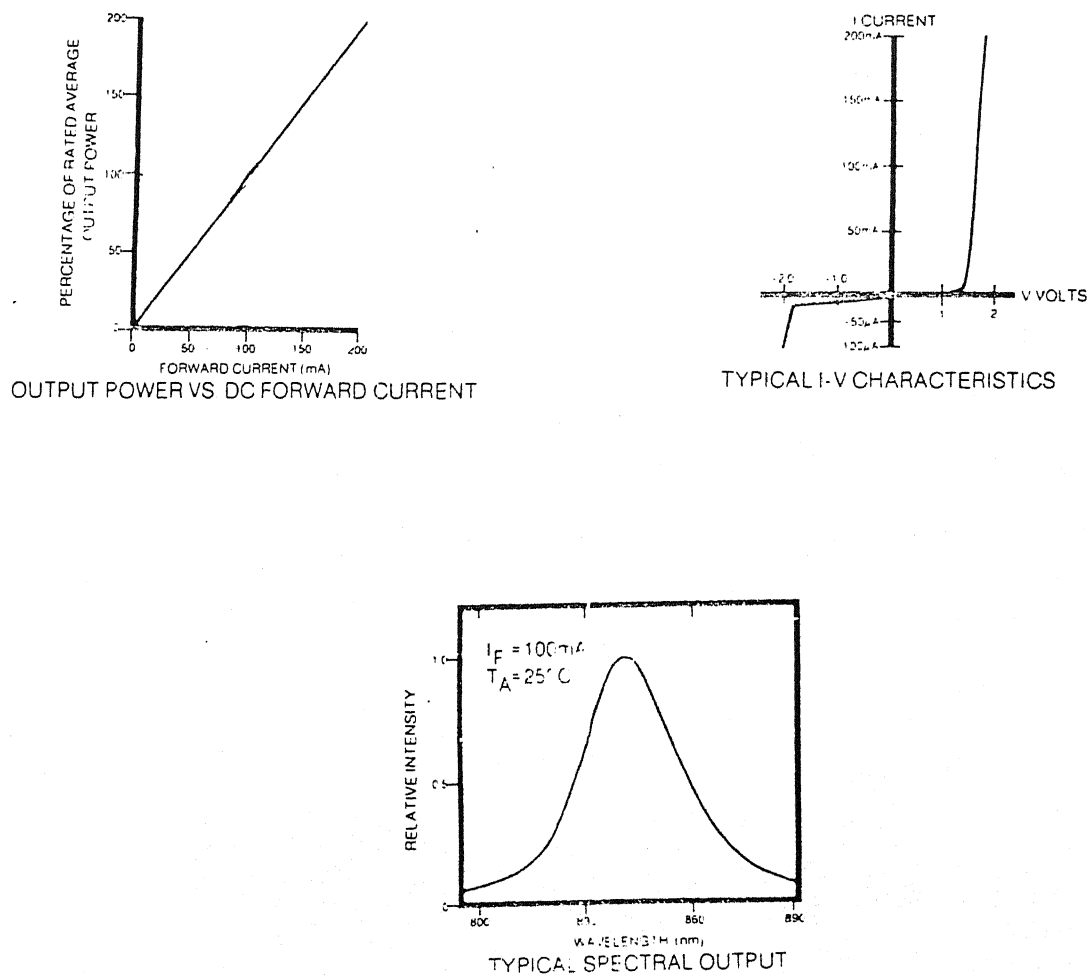 200
150
100
50
0
PERCENTAGE OF RATED AVERAGE
OUTPUT POWER
0 50 100 150 200
FORWARD CURRENT (mA)
OUTPUT POWER VS DC FORWARD CURRENT
I CURRENT
200mA
150mA
100mA
50mA
-2.0 -1.0
V VOLTS
1 2
-50µA
-100µA
TYPICAL I-V CHARACTERISTICS
I_F = 100mA
T_A = 25°C
1.0
0.5
0
RELATIVE INTENSITY
800 830 860 890
WAVELENGTH (nm)
TYPICAL SPECTRAL OUTPUT